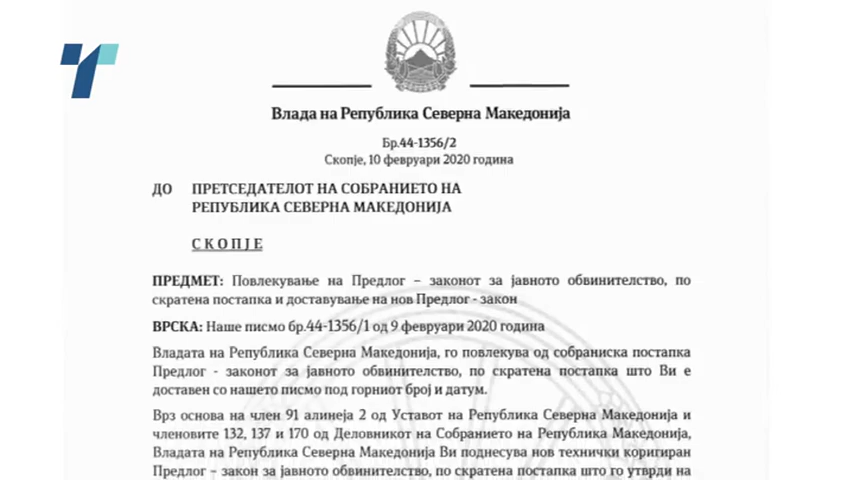 Влада на Република Северна Македонија
Бр.44-1356/2
Скопје, 10 февруари 2020 година
ДО ПРЕТСЕДАТЕЛОТ НА СОБРАНИЕТО НА
РЕПУБЛИКА СЕВЕРНА МАКЕДОНИЈА
СКОПЈЕ
ПРЕДМЕТ: Повлекување на Предлог – законот за јавното обвинителство, по
скратена постапка и доставување на нов Предлог - закон
ВРСКА: Наше писмо бр.44-1356/1 од 9 февруари 2020 година
Владата на Република Северна Македонија, го повлекува од собраниска постапка
Предлог - законот за јавното обвинителство, по скратена постапка што Ви е
доставен со нашето писмо под горниот број и датум.
Врз основа на член 91 алинеја 2 од Уставот на Република Северна Македонија и
членовите 132, 137 и 170 од Деловникот на Собранието на Република Македонија,
Владата на Република Северна Македонија Ви поднесува нов технички коригиран
Предлог – закон за јавното обвинителство, по скратена постапка што го утврди на